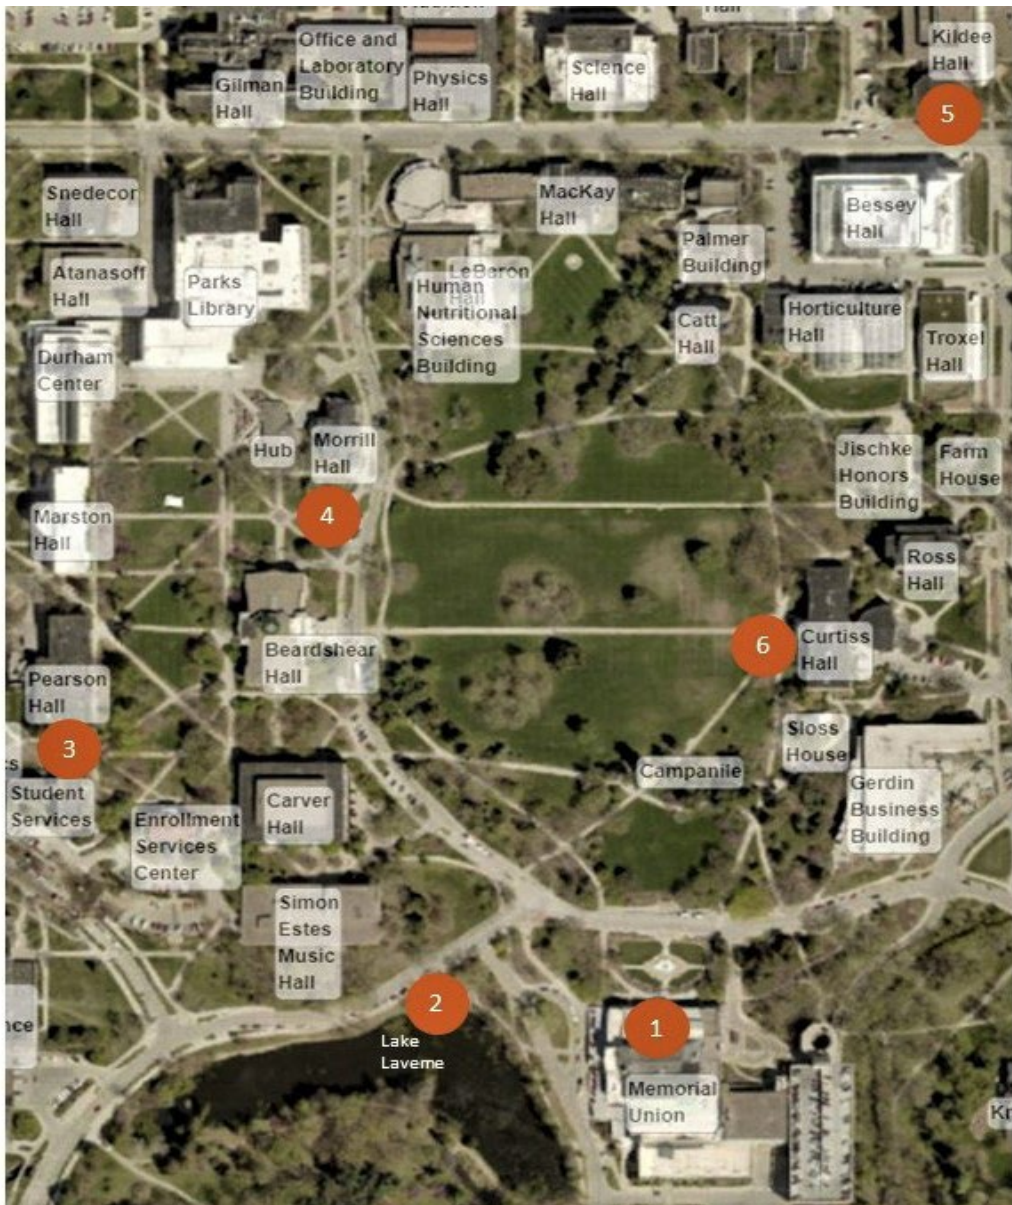 Hall
Kildee
Hall
5
Office and
Laboratory
Building
Gilman
Hall
Physics
Hall
Science
Hall
Snedecor
Hall
MacKay
Hall
Bessey
Hall
Atanasoff
Hall
Parks
Library
LeBaron
Hall
Human
Nutritional
Sciences
Building
Palmer
Building
Catt
Hall
Horticulture
Hall
Troxel
Hall
Durham
Center
Hub
Morrill
Hall
Jischke
Honors
Building
Farm
House
4
Marston
Hall
Ross
Hall
Beardshear
Hall
6
Curtiss
Hall
Pearson
Hall
3
Student
Services
Sloss
House
Campanile
Gerdin
Business
Building
Carver
Hall
Enrollment
Services
Center
Simon
Estes
Music
Hall
2
Lake
Laverne
1
Memorial
Union